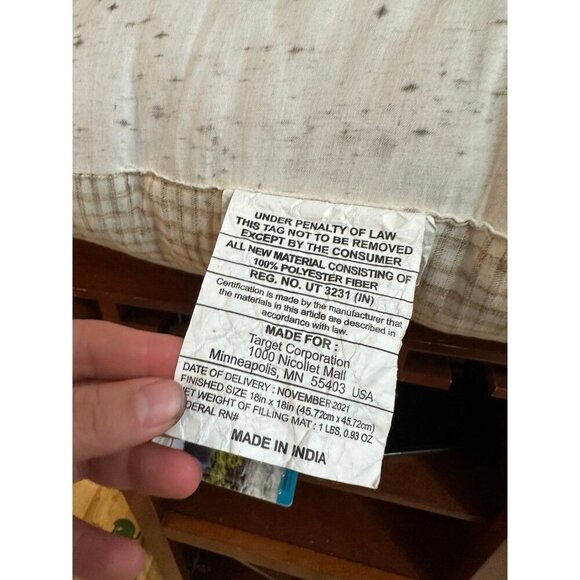 UNDER PENALTY OF LAW
THIS TAG NOT TO BE REMOVED
EXCEPT BY THE CONSUMER
ALL NEW MATERIAL CONSISTING OF
100% POLYESTER FIBER
REG. NO. UT 3231 (IN)
Certification is made by the manufacturer that
the materials in this article are described in
accordance with law.
MADE FOR :
Target Corporation
1000 Nicollet Mall
Minneapolis, MN 55403 USA
DATE OF DELIVERY : NOVEMBER 2021
FINISHED SIZE 18in x 18in (45.72cm x 45.72cm)
NET WEIGHT OF FILLING MAT : 1 LBS, 0.93 OZ
RN#
MADE IN INDIA